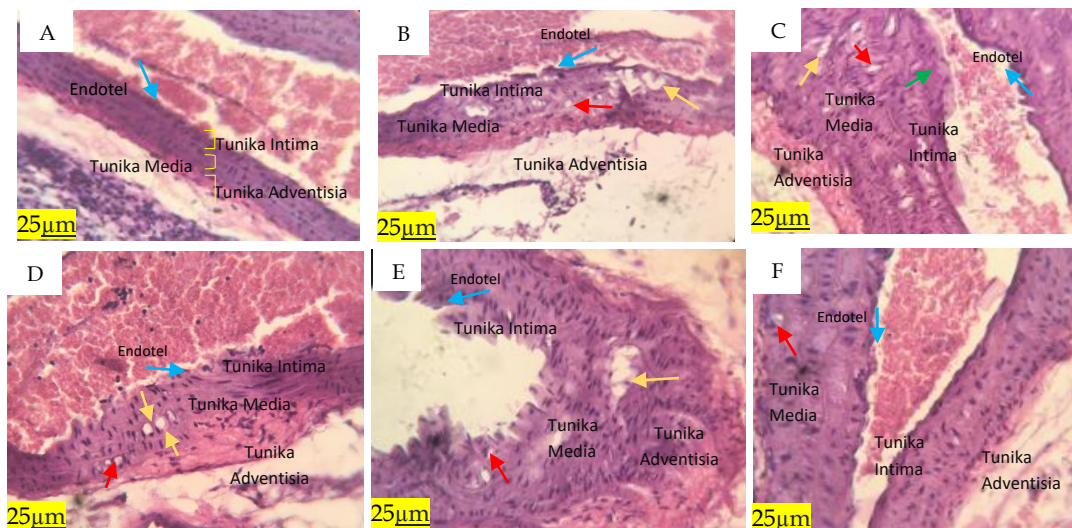 A
Endotel
Tunika Intima
Tunika Media
Tunika Adventisia
25µm
B
Endotel
Tunika Intima
Tunika Media
Tunika Adventisia
25µm
C
Endotel
Tunika
Media
Tunika
Intima
Tunika
Adventisia
25µm
D
Endotel
Tunika Intima
Tunika Media
Tunika
Adventisia
25µm
E
Endotel
Tunika Intima
Tunika
Media
Tunika
Adventisia
25µm
F
Endotel
Tunika
Media
Tunika
Intima
Tunika
Adventisia
25µm